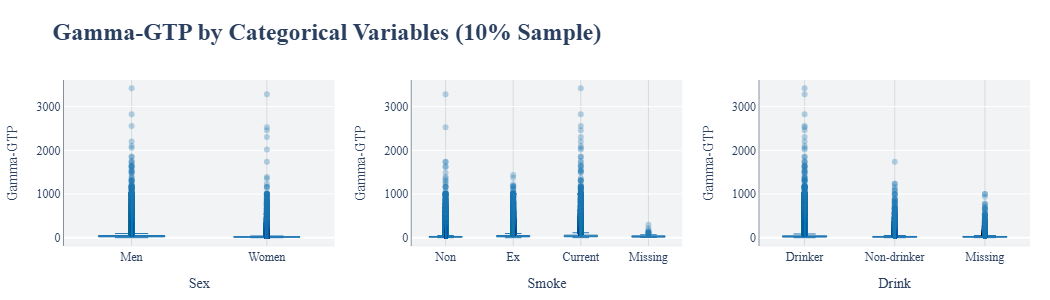 Gamma-GTP by Categorical Variables (10% Sample)
Gamma-GTP
3000
2000
1000
0
Men Women
Sex
Gamma-GTP
3000
2000
1000
0
Non Ex Current Missing
Smoke
Gamma-GTP
3000
2000
1000
0
Drinker Non-drinker Missing
Drink